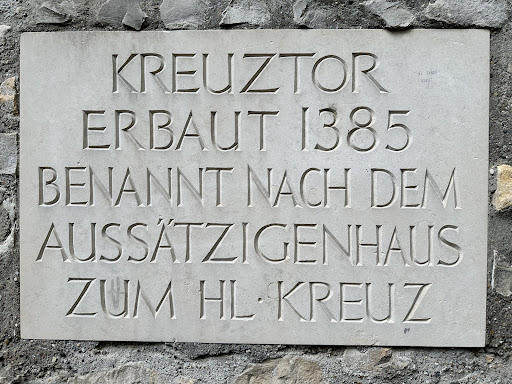 KREUZTOR
ERBAUT 1385
BENANNT NACH DEM
AUSSÄTZIGENHAUS
ZUM HL · KREUZ